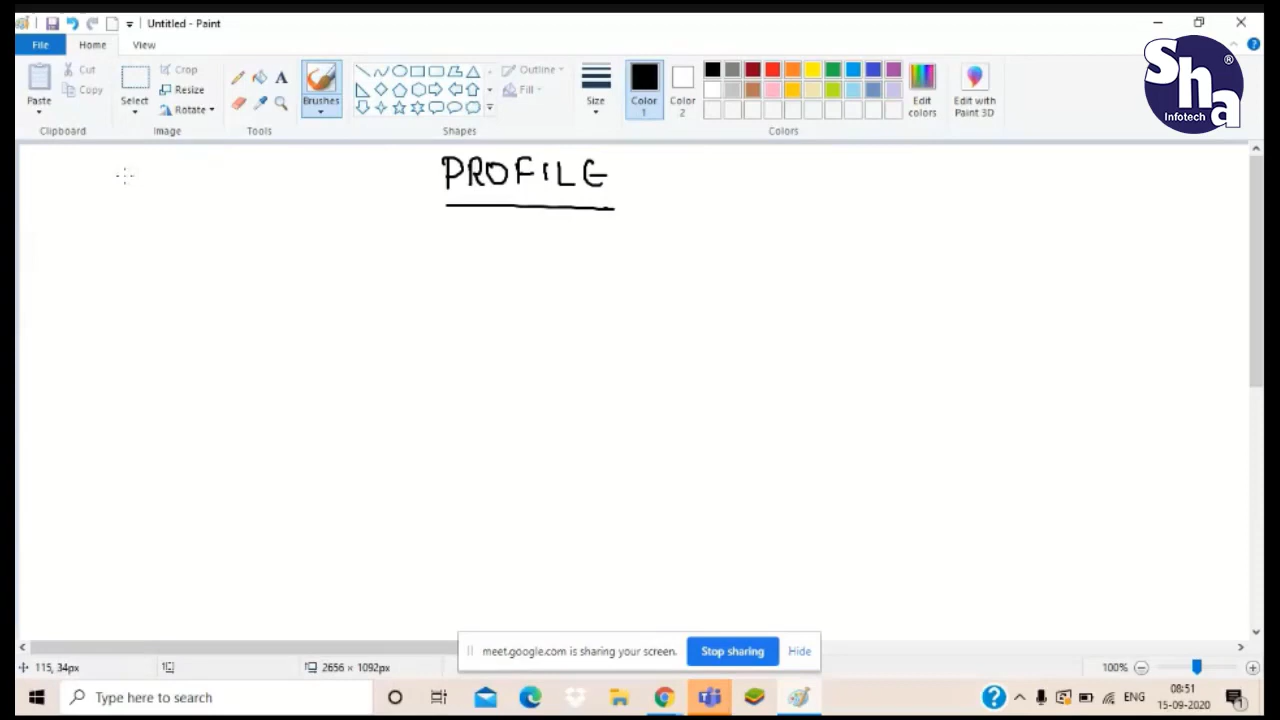 Untitled - Paint
File Home View
Paste
Cut
Copy
Clipboard
Select
Crop
Resize
Rotate
Image
Tools
Brushes
Shapes
Outline
Fill
Size
Color 1
Color 2
Colors
Edit colors
Edit with Paint 3D
Sha ®
Infotech
PROFILE
meet.google.com is sharing your screen. Stop sharing Hide
115, 34px
2656 × 1092px
100%
Type here to search
ENG
08:51
15-09-2020
1